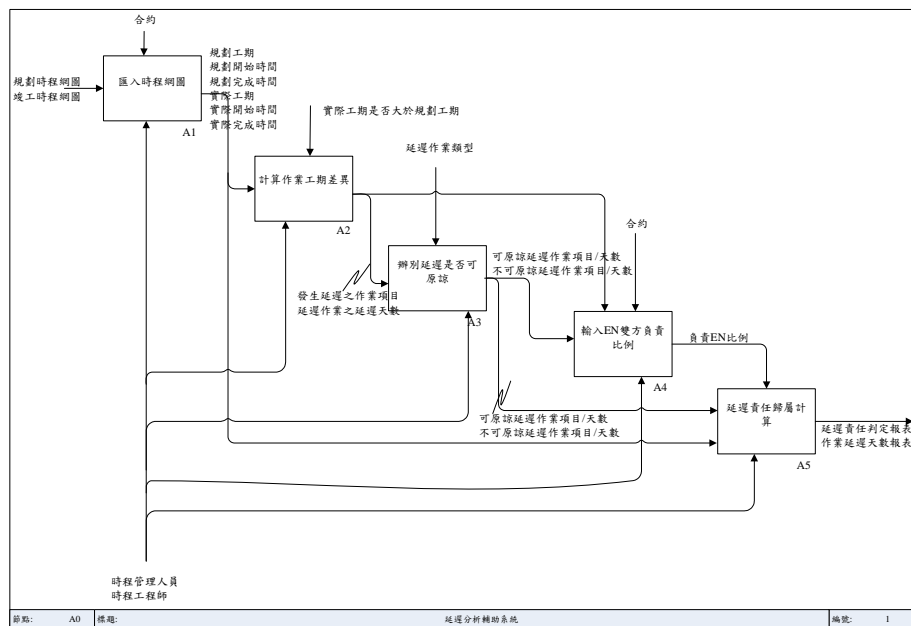 合約
規劃時程網圖
竣工時程網圖
匯入時程網圖
A1
規劃工期
規劃開始時間
規劃完成時間
實際工期
實際開始時間
實際完成時間
實際工期是否大於規劃工期
計算作業工期差異
A2
延遲作業類型
發生延遲之作業項目
延遲作業之延遲天數
辦別延遲是否可
原諒
A3
可原諒延遲作業項目/天數
不可原諒延遲作業項目/天數
合約
輸入EN雙方負責
比例
A4
負責EN比例
可原諒延遲作業項目/天數
不可原諒延遲作業項目/天數
延遲責任歸屬計
算
A5
延遲責任判定報表
作業延遲天數報表
時程管理人員
時程工程師
節點: A0 標題: 延遲分析輔助系統 編號: 1